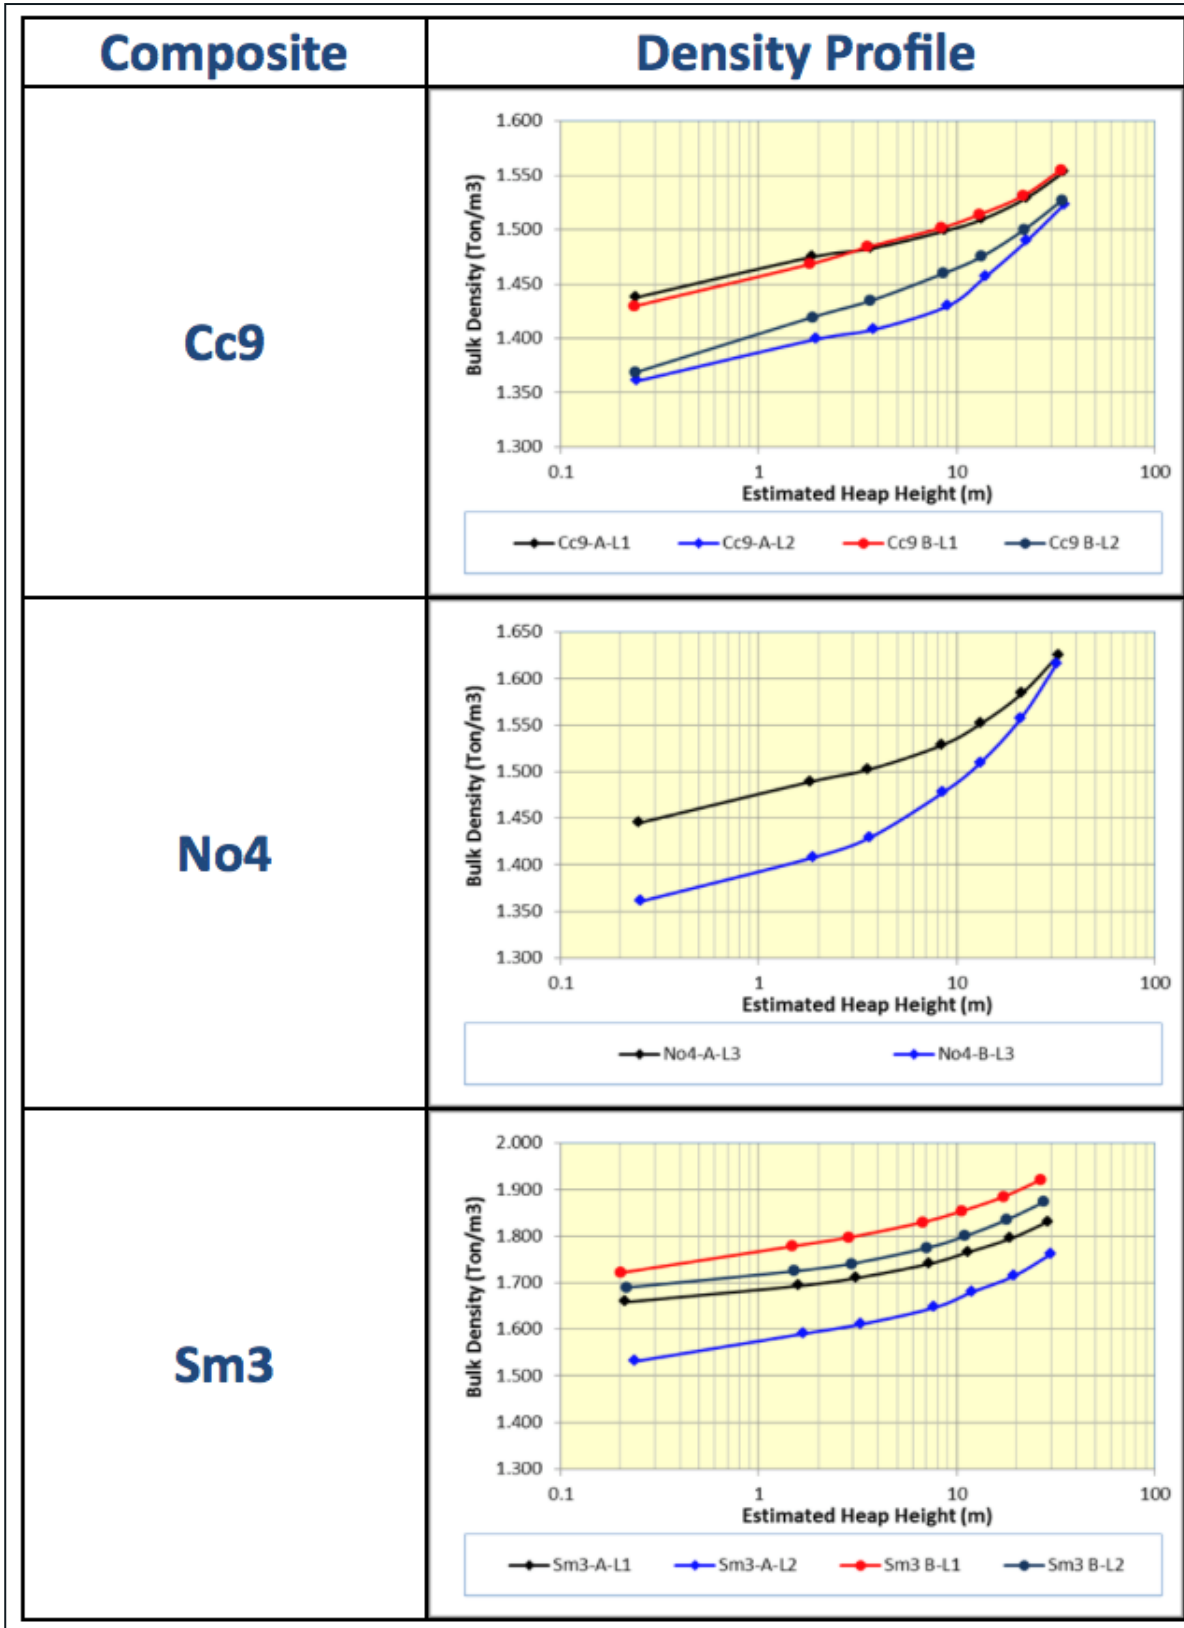 Composite Density Profile
Cc9
Bulk Density (Ton/m3)
1.600
1.550
1.500
1.450
1.400
1.350
1.300
0.1 1 10 100
Estimated Heap Height (m)
Cc9-A-L1 Cc9-A-L2 Cc9 B-L1 Cc9 B-L2
No4
Bulk Density (Ton/m3)
1.650
1.600
1.550
1.500
1.450
1.400
1.350
1.300
0.1 1 10 100
Estimated Heap Height (m)
No4-A-L3 No4-B-L3
Sm3
Bulk Density (Ton/m3)
2.000
1.900
1.800
1.700
1.600
1.500
1.400
1.300
0.1 1 10 100
Estimated Heap Height (m)
Sm3-A-L1 Sm3-A-L2 Sm3 B-L1 Sm3 B-L2